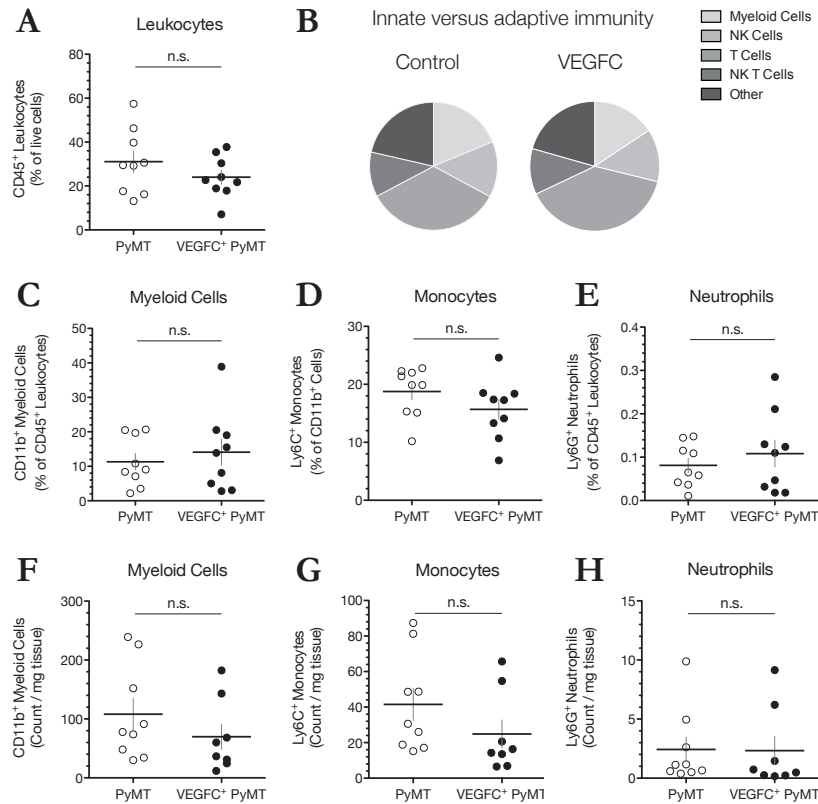 A
Leukocytes
n.s.
CD45+ Leukocytes
(% of live cells)
80
60
40
20
0
PyMT
VEGFC+ PyMT
B
Innate versus adaptive immunity
Control
VEGFC
Myeloid Cells
NK Cells
T Cells
NK T Cells
Other
C
Myeloid Cells
n.s.
CD11b+ Myeloid Cells
(% of CD45+ Leukocytes)
50
40
30
20
10
0
PyMT
VEGFC+ PyMT
D
Monocytes
n.s.
Ly6C+ Monocytes
(% of CD11b+ Cells)
30
20
10
0
PyMT
VEGFC+ PyMT
E
Neutrophils
n.s.
Ly6G+ Neutrophils
(% of CD45+ Leukocytes)
0.4
0.3
0.2
0.1
0.0
PyMT
VEGFC+ PyMT
F
Myeloid Cells
n.s.
CD11b+ Myeloid Cells
(Count / mg tissue)
300
200
100
0
PyMT
VEGFC+ PyMT
G
Monocytes
n.s.
Ly6C+ Monocytes
(Count / mg tissue)
100
80
60
40
20
0
PyMT
VEGFC+ PyMT
H
Neutrophils
n.s.
Ly6G+ Neutrophils
(Count / mg tissue)
15
10
5
0
PyMT
VEGFC+ PyMT